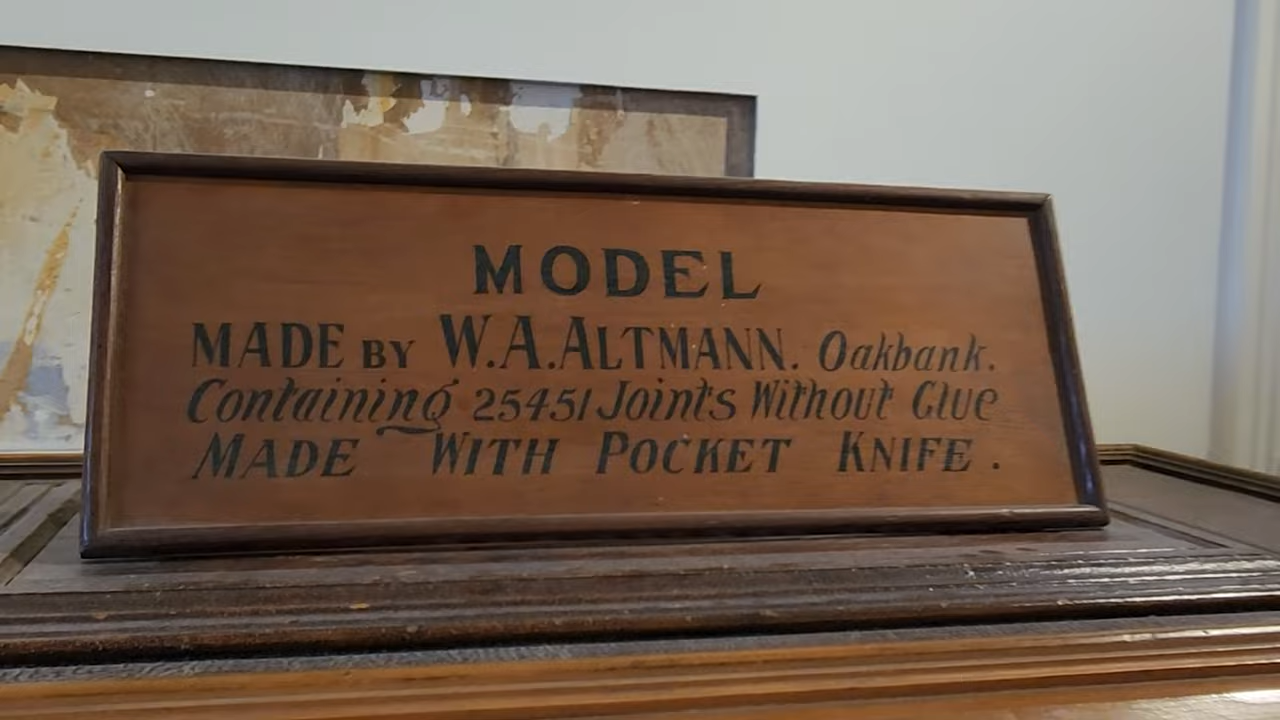 MODEL
MADE BY W.A.ALTMANN. Oakbank.
Containing 25451 Joints Without Glue
MADE WITH POCKET KNIFE.